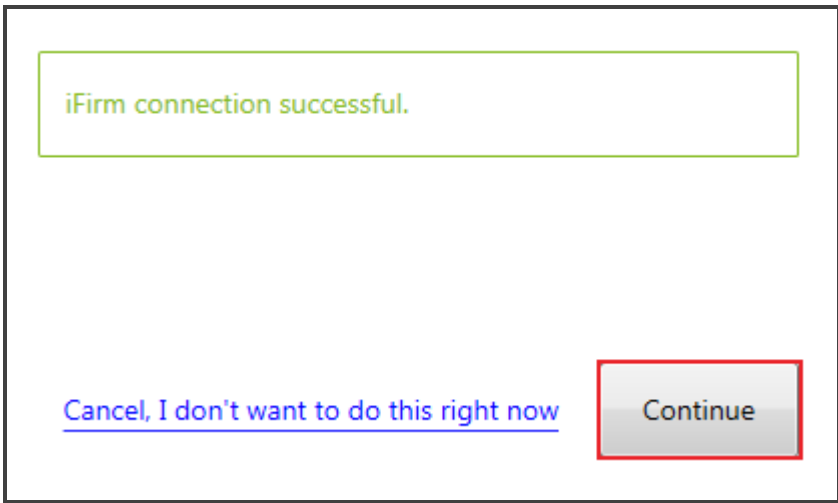 iFirm connection successful.
Cancel, I don't want to do this right now
Continue